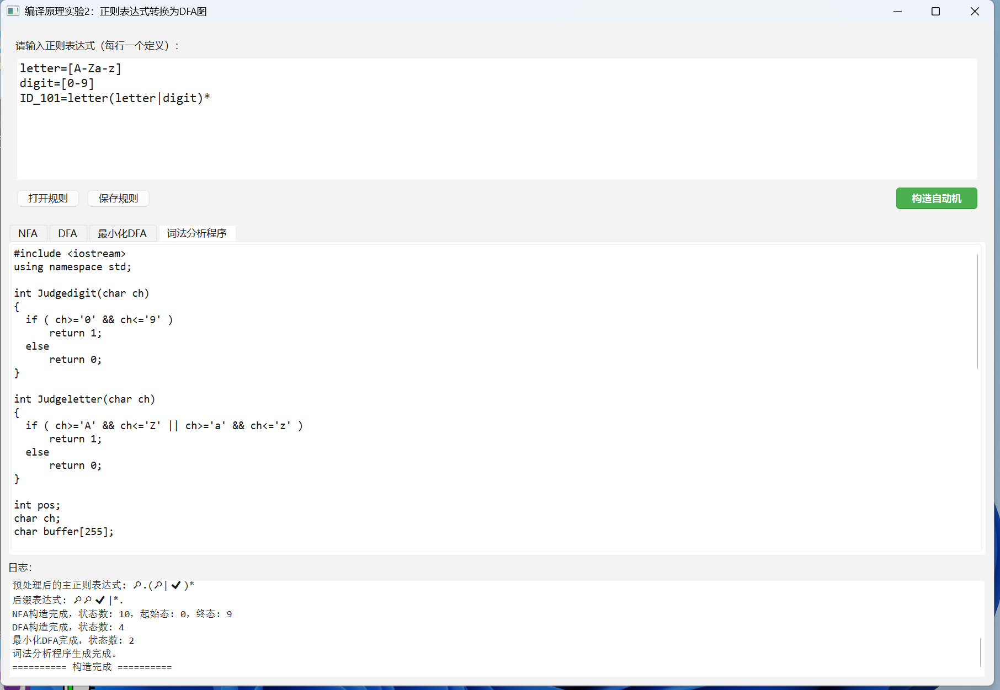 编译原理实验2：正则表达式转换为DFA图
请输入正则表达式（每行一个定义）：
letter=[A-Za-z]
digit=[0-9]
ID_101=letter(letter|digit)*
打开规则 保存规则 构造自动机
NFA DFA 最小化DFA 词法分析程序
#include <iostream>
using namespace std;
int Judgedigit(char ch)
{
  if ( ch>='0' && ch<='9' )
      return 1;
  else
      return 0;
}
int Judgeletter(char ch)
{
  if ( ch>='A' && ch<='Z' || ch>='a' && ch<='z' )
      return 1;
  else
      return 0;
}
int pos;
char ch;
char buffer[255];
日志：
预处理后的主正则表达式: 🔎.(🔎|✔)*
后缀表达式: 🔎🔎✔|*.
NFA构造完成，状态数: 10，起始态: 0，终态: 9
DFA构造完成，状态数: 4
最小化DFA完成，状态数: 2
词法分析程序生成完成。
========== 构造完成 ==========